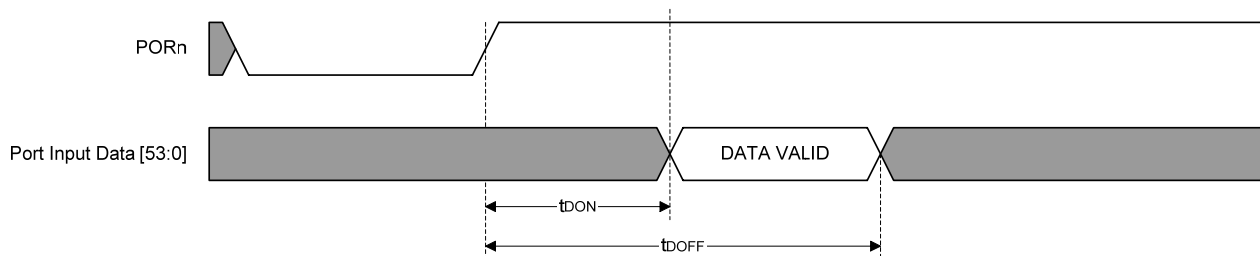 PORn
Port Input Data [53:0]
DATA VALID
tDON
tDOFF